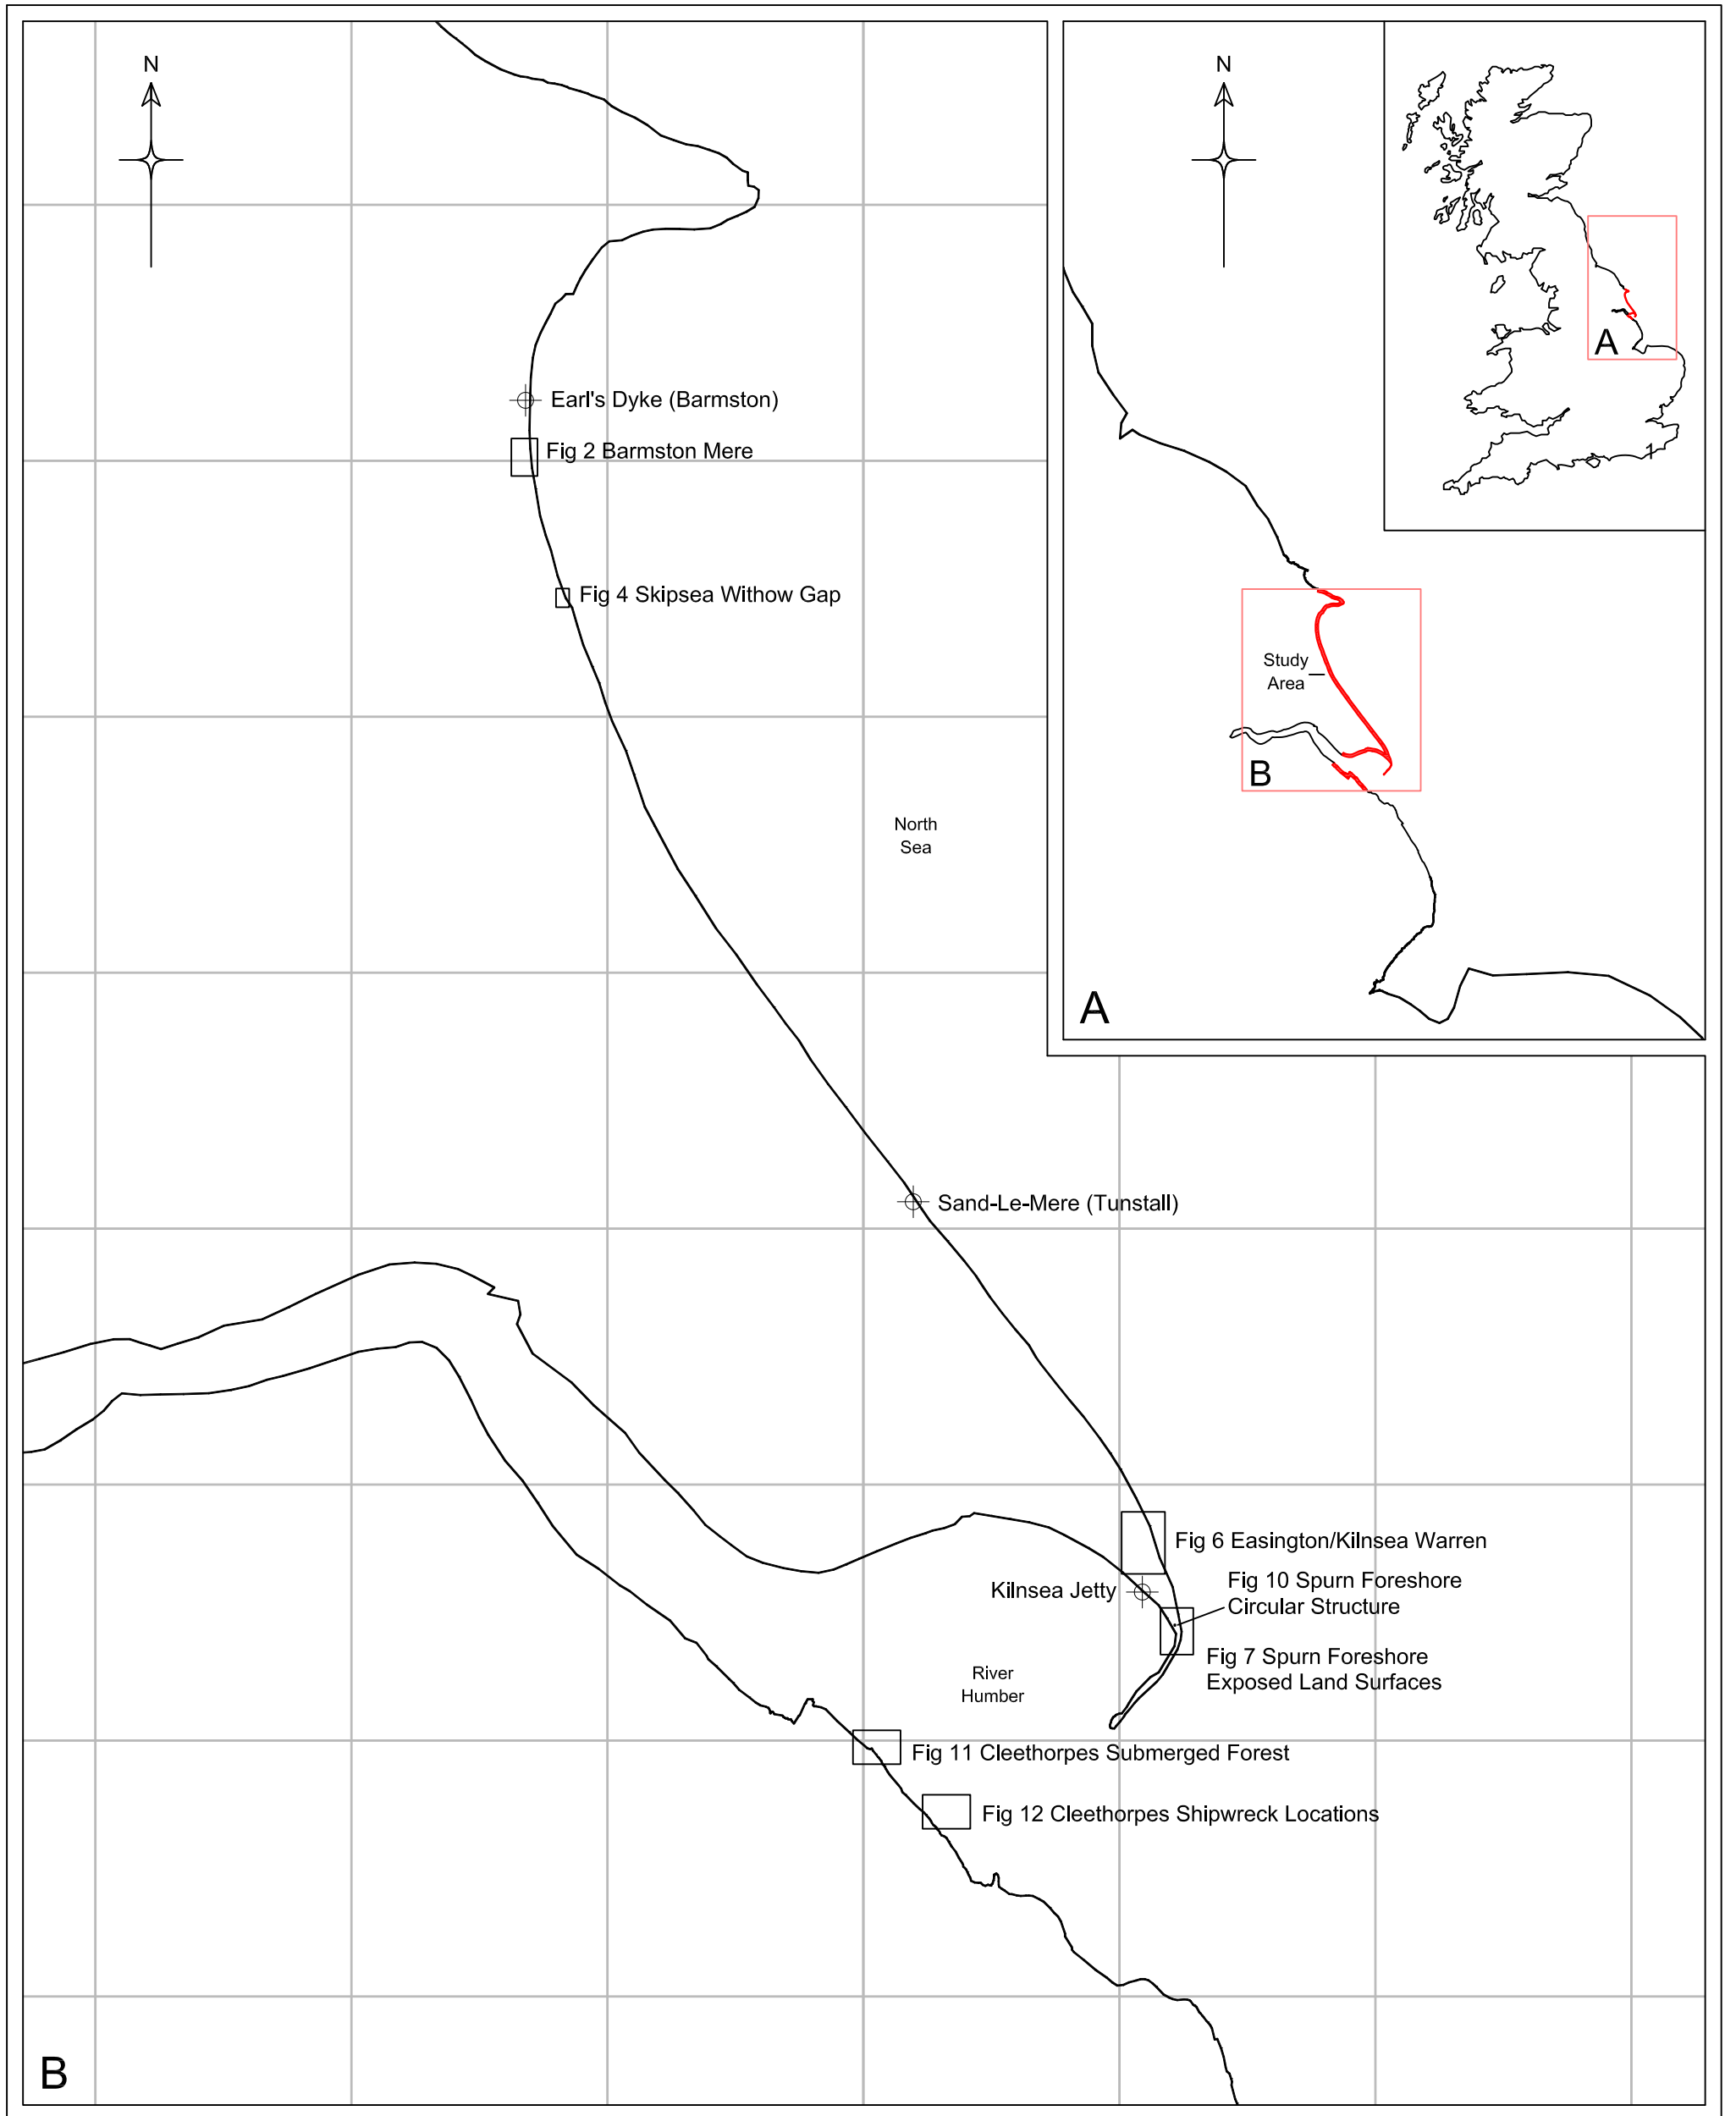 N
N
A
Earl's Dyke (Barmston)
Fig 2 Barmston Mere
1
Fig 4 Skipsea Withow Gap
Study
Area
B
North
Sea
A
Sand-Le-Mere (Tunstall)
Fig 6 Easington/Kilnsea Warren
Kilnsea Jetty
Fig 10 Spurn Foreshore
Circular Structure
Fig 7 Spurn Foreshore
Exposed Land Surfaces
River
Humber
Fig 11 Cleethorpes Submerged Forest
Fig 12 Cleethorpes Shipwreck Locations
B